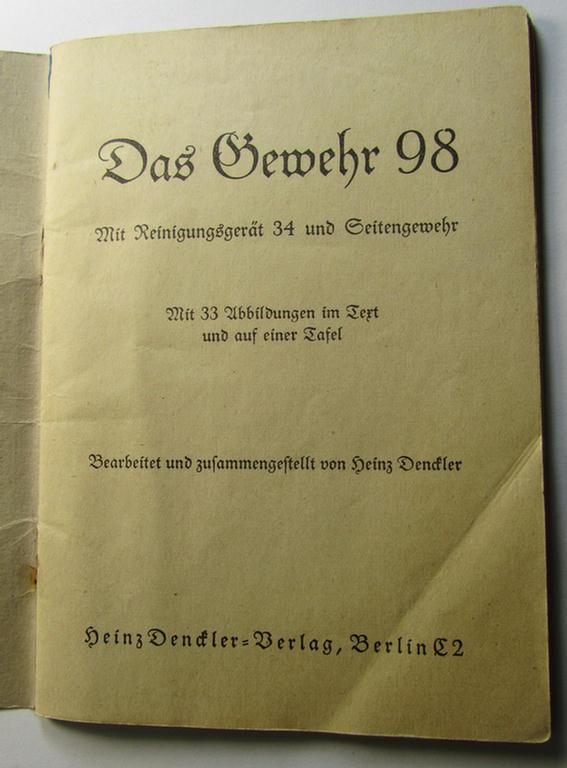 Das Gewehr 98
Mit Reinigungsgerät 34 und Seitengewehr
Mit 33 Abbildungen im Text
und auf einer Tafel
Bearbeitet und zusammengestellt von Heinz Denckler
Heinz Denckler-Verlag, Berlin C2